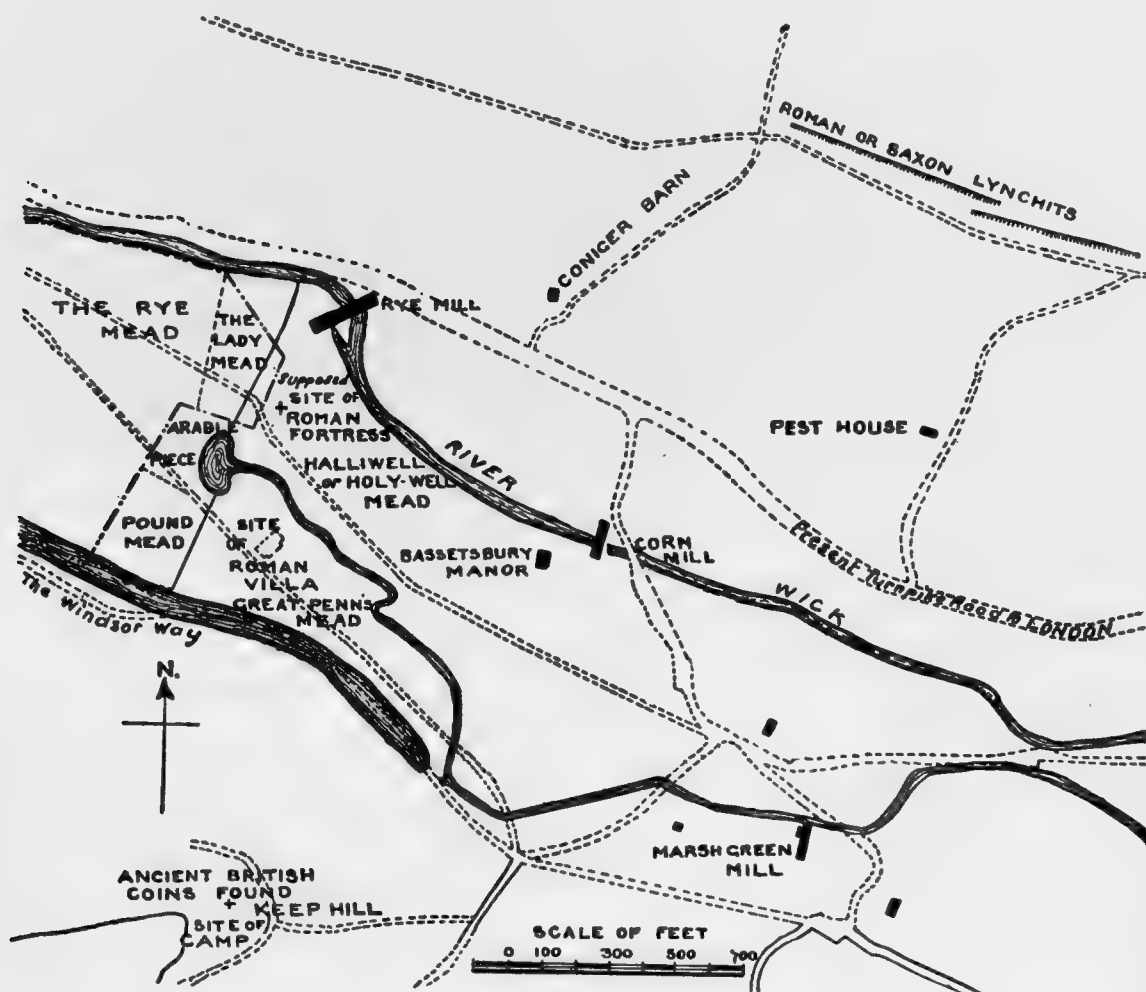 ROMAN OR SAXON LYNCHITS
CONIGER BARN
THE RYE
MEAD
THE
LADY
MEAD
RYE MILL
Supposed
SITE OF
ROMAN
FORTRESS
ARABLE
PIECE
HALLIWELL
or HOLY-WELL
MEAD
RIVER
PEST HOUSE
POUND
MEAD
SITE
OF
ROMAN
VILLA
GREAT PENN'S
MEAD
BASSETSBURY
MANOR
CORN
MILL
WICK
Present Turnpike Road to LONDON
The Windsor Way
N.
MARSH GREEN
MILL
ANCIENT BRITISH
COINS FOUND
KEEP HILL
SITE OF
CAMP
SCALE OF FEET
0 100 300 500 700